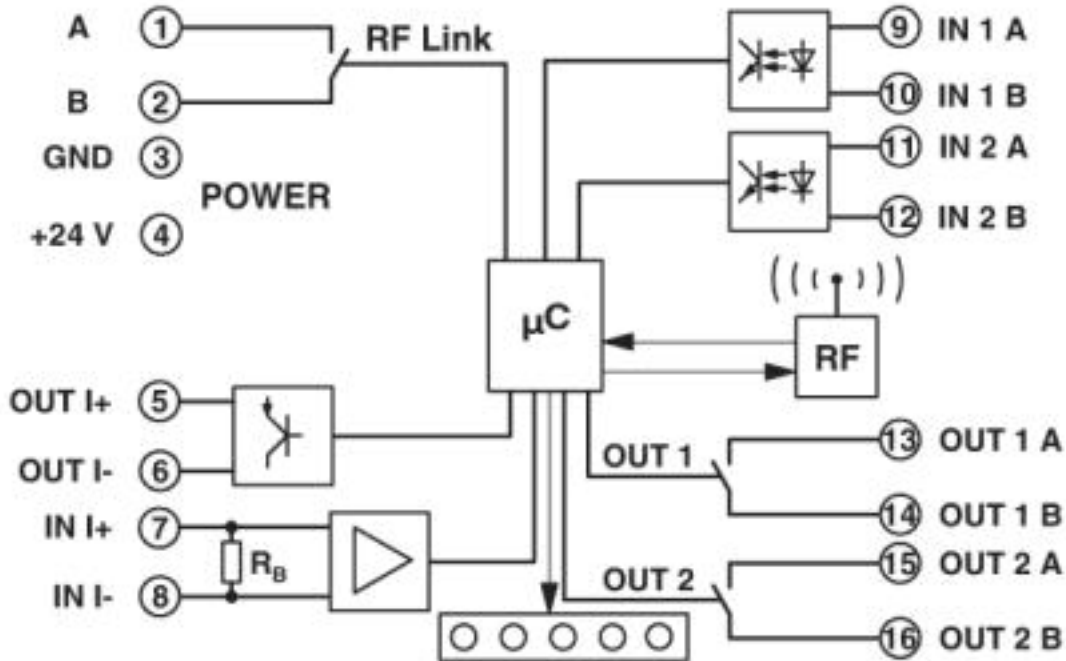 A 1
RF Link
B 2
GND 3
POWER
+24 V 4
9 IN 1 A
10 IN 1 B
11 IN 2 A
12 IN 2 B
µC
RF
OUT I+ 5
OUT I- 6
IN I+ 7
RB
IN I- 8
OUT 1
13 OUT 1 A
14 OUT 1 B
OUT 2
15 OUT 2 A
16 OUT 2 B